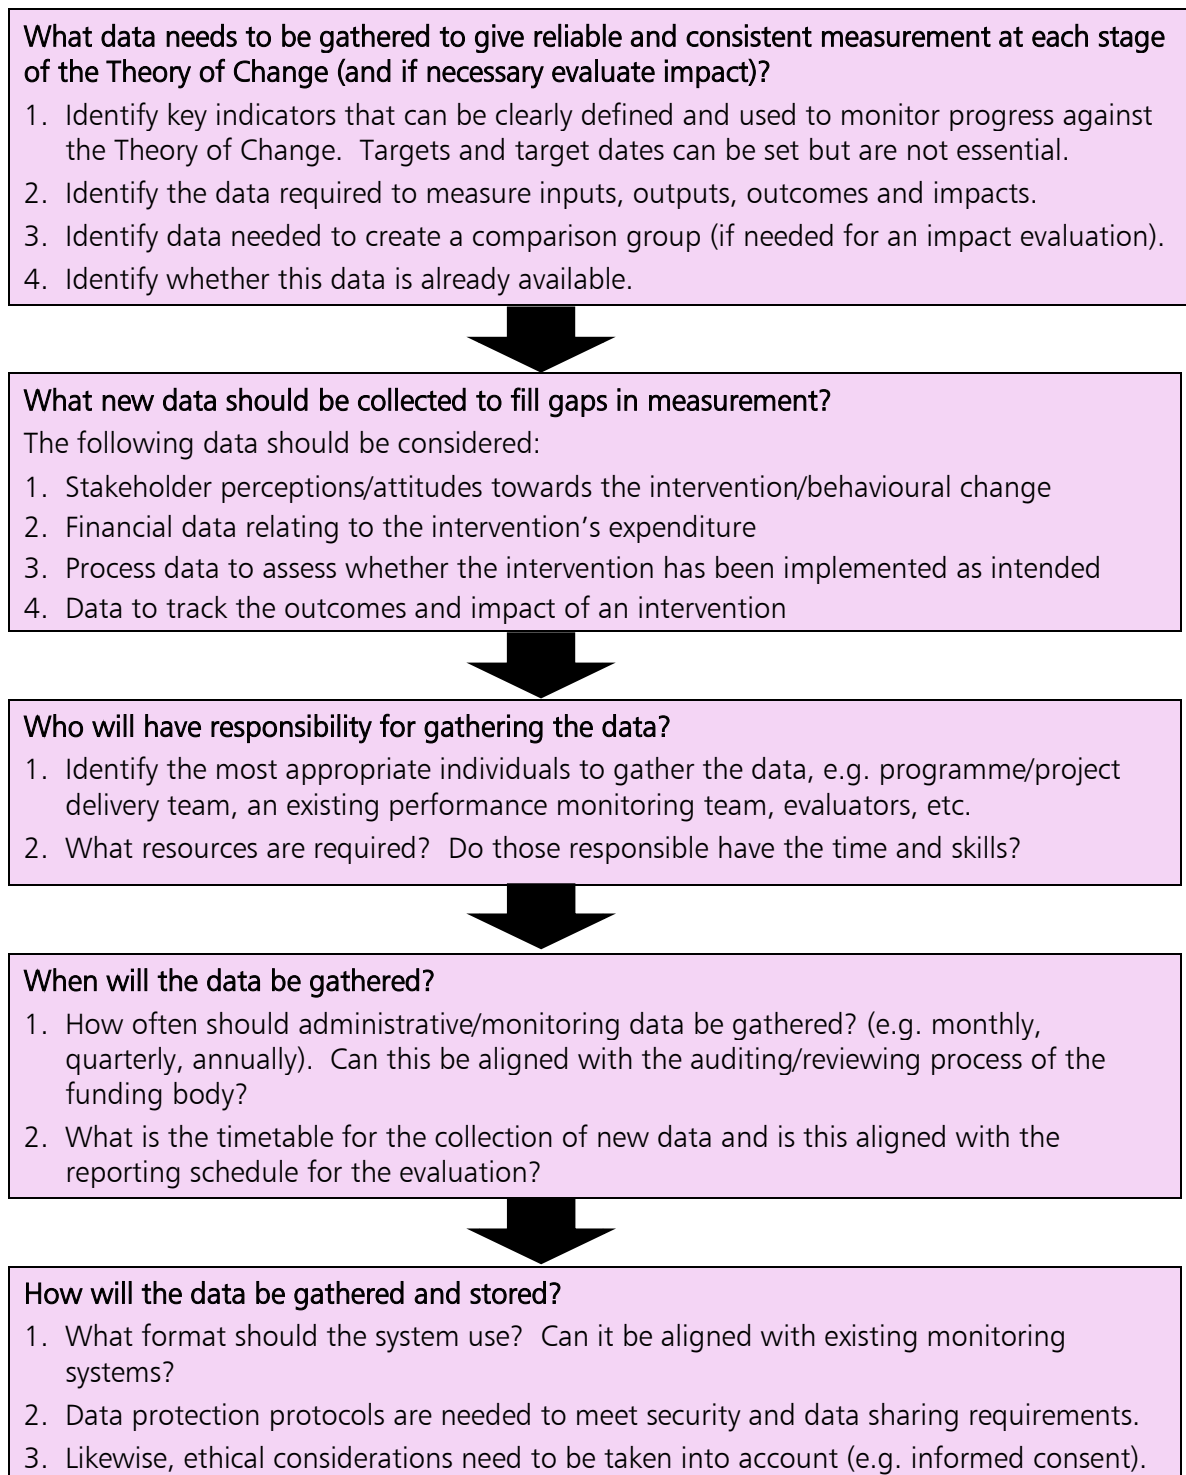 What data needs to be gathered to give reliable and consistent measurement at each stage
of the Theory of Change (and if necessary evaluate impact)?
1. Identify key indicators that can be clearly defined and used to monitor progress against
the Theory of Change.  Targets and target dates can be set but are not essential.
2. Identify the data required to measure inputs, outputs, outcomes and impacts.
3. Identify data needed to create a comparison group (if needed for an impact evaluation).
4. Identify whether this data is already available.
What new data should be collected to fill gaps in measurement?
The following data should be considered:
1. Stakeholder perceptions/attitudes towards the intervention/behavioural change
2. Financial data relating to the intervention’s expenditure
3. Process data to assess whether the intervention has been implemented as intended
4. Data to track the outcomes and impact of an intervention
Who will have responsibility for gathering the data?
1. Identify the most appropriate individuals to gather the data, e.g. programme/project
delivery team, an existing performance monitoring team, evaluators, etc.
2. What resources are required?  Do those responsible have the time and skills?
When will the data be gathered?
1. How often should administrative/monitoring data be gathered? (e.g. monthly,
quarterly, annually).  Can this be aligned with the auditing/reviewing process of the
funding body?
2. What is the timetable for the collection of new data and is this aligned with the
reporting schedule for the evaluation?
How will the data be gathered and stored?
1. What format should the system use?  Can it be aligned with existing monitoring
systems?
2. Data protection protocols are needed to meet security and data sharing requirements.
3. Likewise, ethical considerations need to be taken into account (e.g. informed consent).